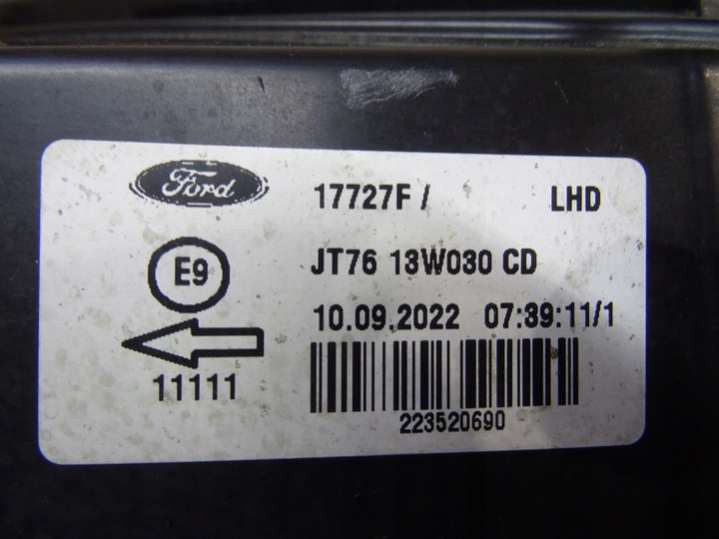 Ford
17727F / LHD
E9
JT76 13W030 CD
10.09.2022 07:39:11/1
11111
223520690